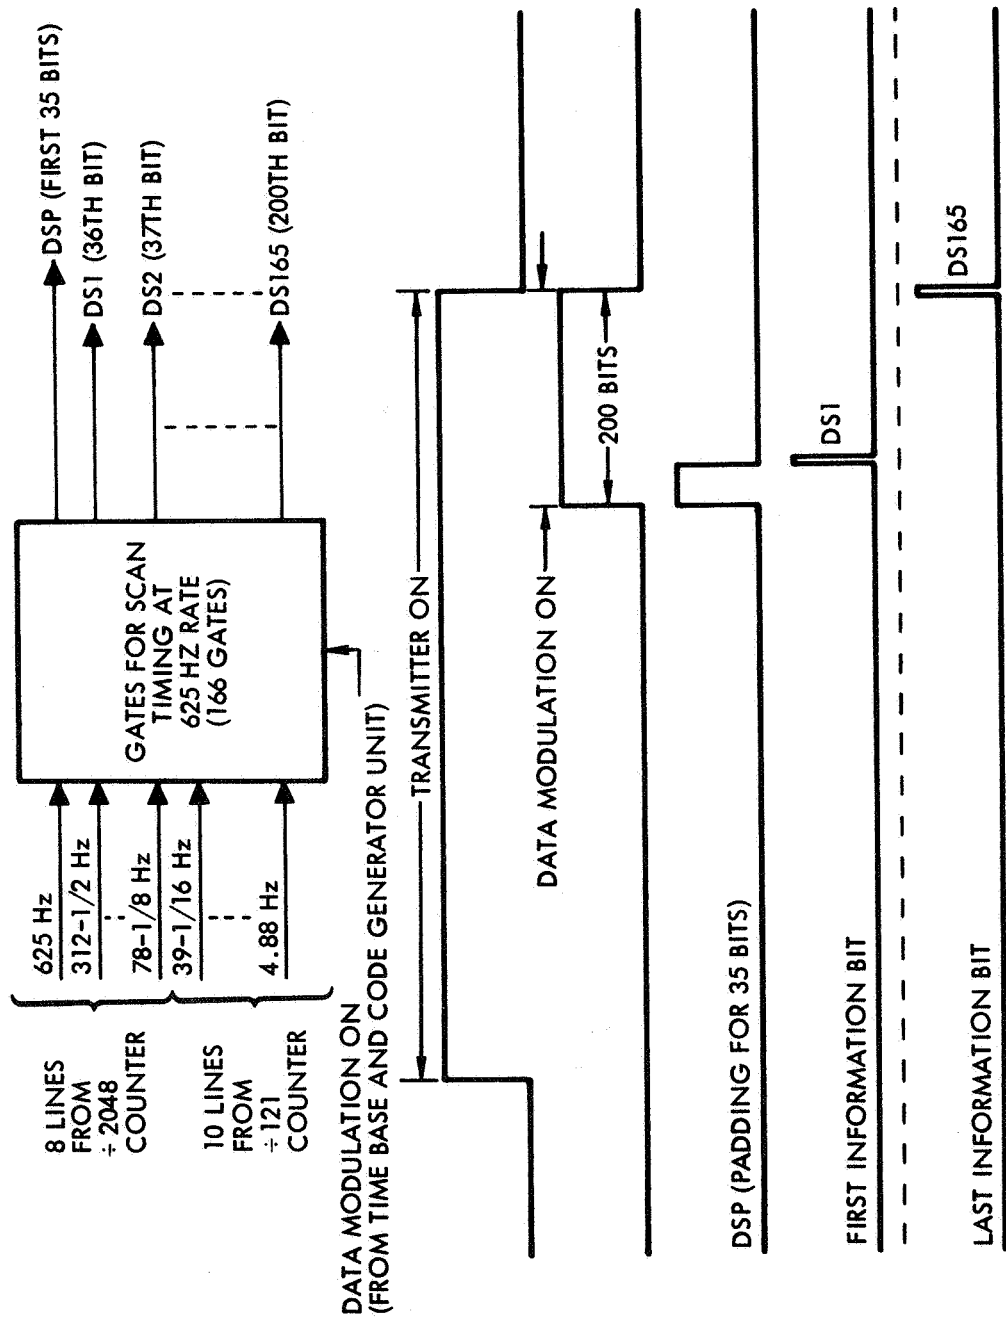 8 LINES
FROM
÷ 2048
COUNTER
10 LINES
FROM
÷ 121
COUNTER
625 Hz
312-1/2 Hz
78-1/8 Hz
39-1/16 Hz
4.88 Hz
GATES FOR SCAN
TIMING AT
625 HZ RATE
(166 GATES)
DSP (FIRST 35 BITS)
DS1 (36TH BIT)
DS2 (37TH BIT)
DS165 (200TH BIT)
DATA MODULATION ON
(FROM TIME BASE AND CODE GENERATOR UNIT)
TRANSMITTER ON
DATA MODULATION ON
200 BITS
DSP (PADDING FOR 35 BITS)
FIRST INFORMATION BIT
DS1
LAST INFORMATION BIT
DS165